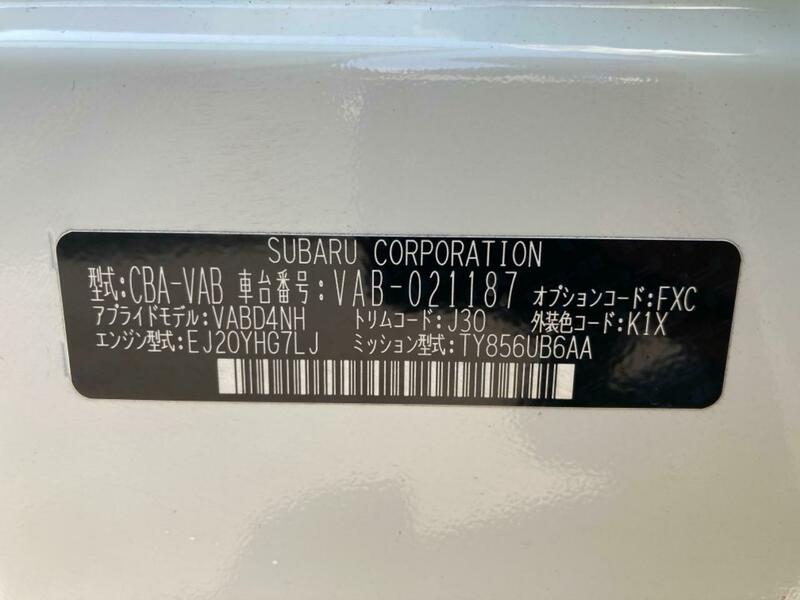 SUBARU CORPORATION
型式:CBA-VAB 車台番号:VAB-021187 オプションコード:FXC
アプライドモデル:VABD4NH トリムコード:J30 外装色コード:K1X
エンジン型式:EJ20YHG7LJ ミッション型式:TY856UB6AA